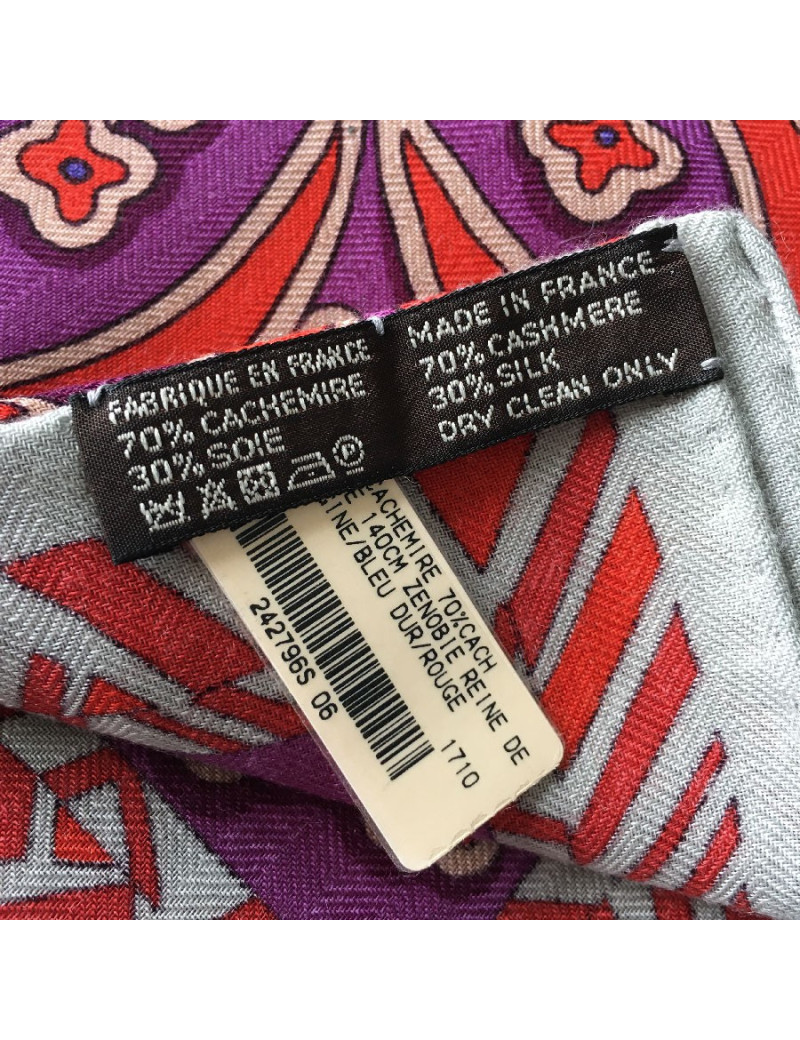 FABRIQUE EN FRANCE
70% CACHEMIRE
30% SOIE
MADE IN FRANCE
70% CASHMERE
30% SILK
DRY CLEAN ONLY
CACHEMIRE 70%CACH
140CM ZENOBIE REINE DE
/BLEU DUR/ROUGE 1710
242796S 06